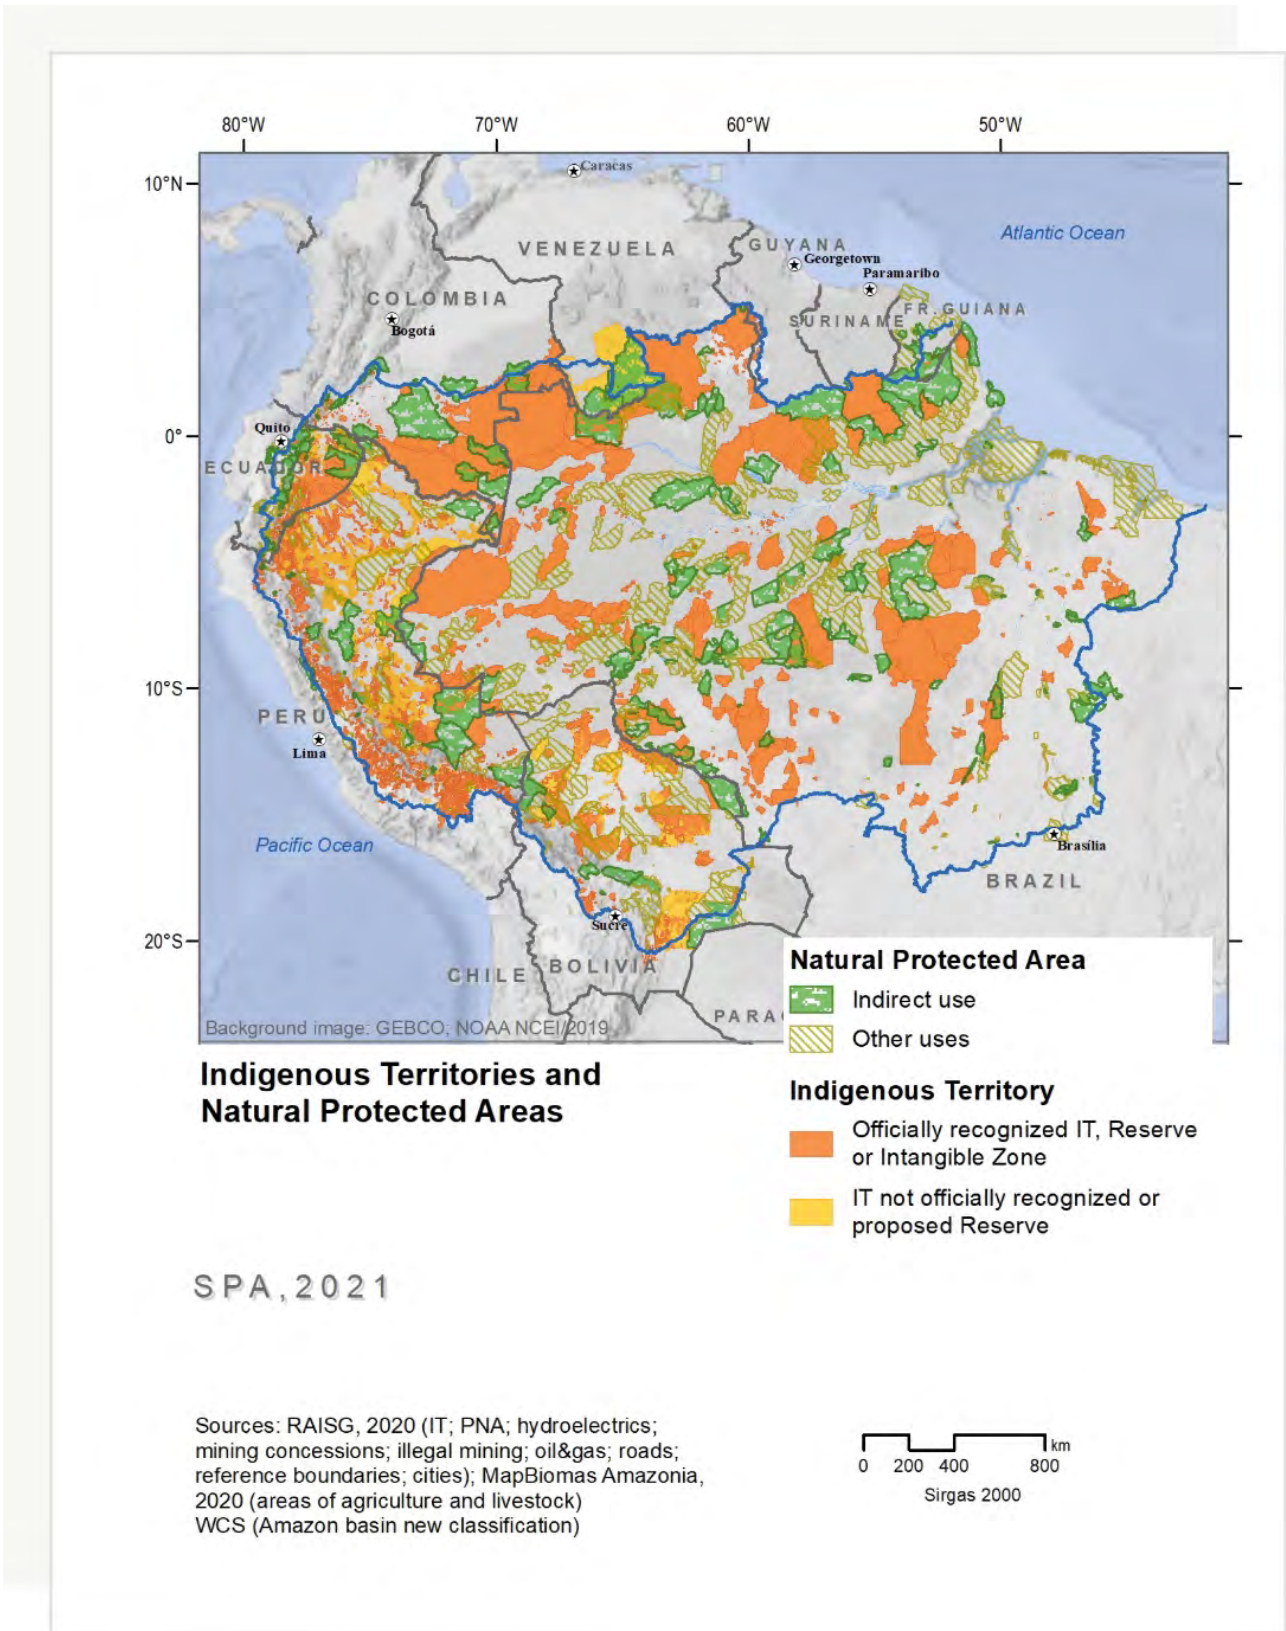 80°W 70°W 60°W 50°W
10°N
Caracas
Atlantic Ocean
VENEZUELA
GUYANA
Georgetown
Paramaribo
COLOMBIA
FR. GUIANA
SURINAME
Bogotá
Quito
0°
ECUADOR
10°S
PERU
Lima
Pacific Ocean
Brasília
BRAZIL
Sucre
20°S
CHILE
BOLIVIA
PARA
Background image: GEBCO; NOAA NCEI/2019
Natural Protected Area
Indirect use
Other uses
Indigenous Territory
Officially recognized IT, Reserve
or Intangible Zone
IT not officially recognized or
proposed Reserve
Indigenous Territories and
Natural Protected Areas
SPA,2021
Sources: RAISG, 2020 (IT; PNA; hydroelectrics;
mining concessions; illegal mining; oil&gas; roads;
reference boundaries; cities); MapBiomas Amazonia,
2020 (areas of agriculture and livestock)
WCS (Amazon basin new classification)
km
0 200 400 800
Sirgas 2000